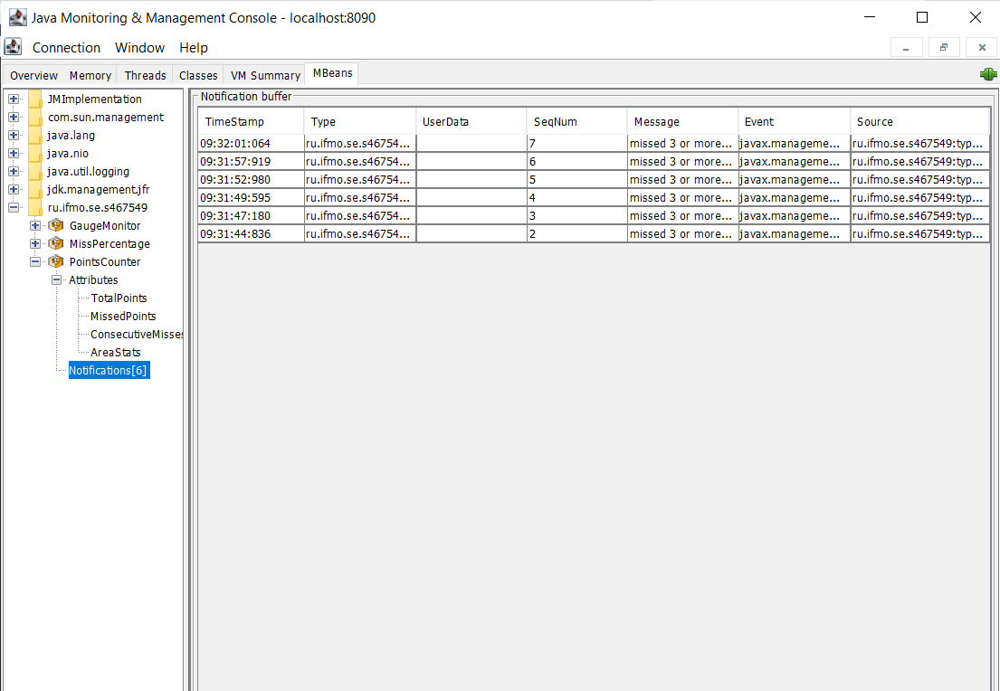 Java Monitoring & Management Console - localhost:8090
Connection Window Help
Overview Memory Threads Classes VM Summary MBeans
JMImplementation
com.sun.management
java.lang
java.nio
java.util.logging
jdk.management.jfr
ru.ifmo.se.s467549
GaugeMonitor
MissPercentage
PointsCounter
Attributes
TotalPoints
MissedPoints
ConsecutiveMisses
AreaStats
Notifications[6]
Notification buffer
TimeStamp Type UserData SeqNum Message Event Source
09:32:01:064 ru.ifmo.se.s46754... 7 missed 3 or more... javax.manageme... ru.ifmo.se.s467549:typ...
09:31:57:919 ru.ifmo.se.s46754... 6 missed 3 or more... javax.manageme... ru.ifmo.se.s467549:typ...
09:31:52:980 ru.ifmo.se.s46754... 5 missed 3 or more... javax.manageme... ru.ifmo.se.s467549:typ...
09:31:49:595 ru.ifmo.se.s46754... 4 missed 3 or more... javax.manageme... ru.ifmo.se.s467549:typ...
09:31:47:180 ru.ifmo.se.s46754... 3 missed 3 or more... javax.manageme... ru.ifmo.se.s467549:typ...
09:31:44:836 ru.ifmo.se.s46754... 2 missed 3 or more... javax.manageme... ru.ifmo.se.s467549:typ...